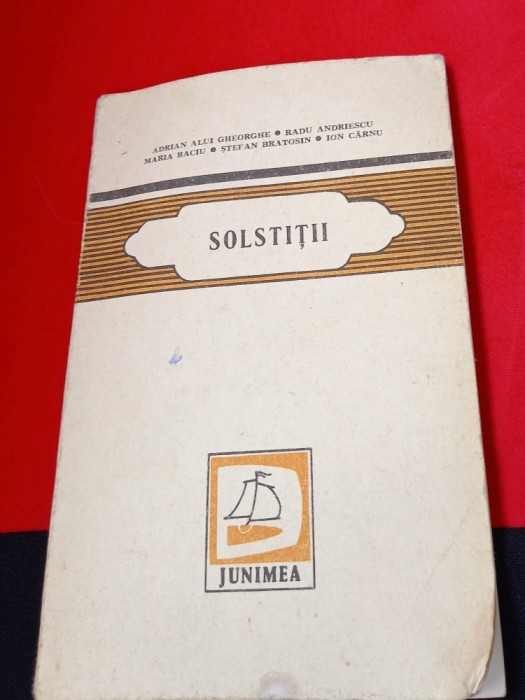 ADRIAN ALUI GHEORGHE ● RADU ANDRIESCU
MARIA BACIU ● ŞTEFAN BRATOSIN ● ION CÂRNU
SOLSTIŢII
JUNIMEA